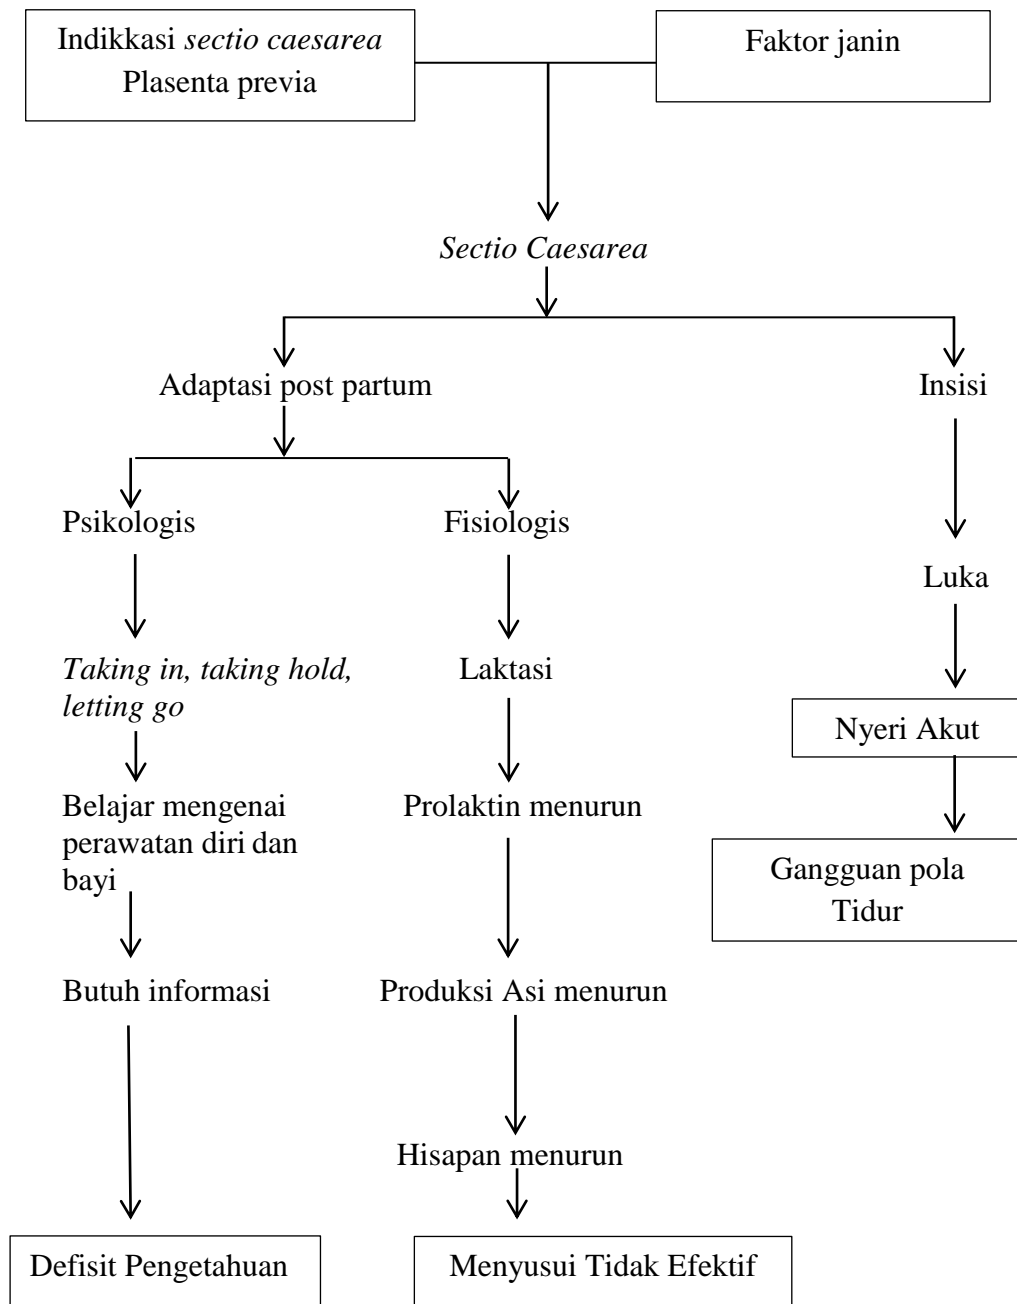 Indikkasi sectio caesarea
Plasenta previa
Faktor janin
Sectio Caesarea
Adaptasi post partum
Insisi
Psikologis
Fisiologis
Luka
Taking in, taking hold,
letting go
Laktasi
Nyeri Akut
Belajar mengenai
perawatan diri dan
bayi
Prolaktin menurun
Gangguan pola
Tidur
Butuh informasi
Produksi Asi menurun
Hisapan menurun
Defisit Pengetahuan
Menyusui Tidak Efektif